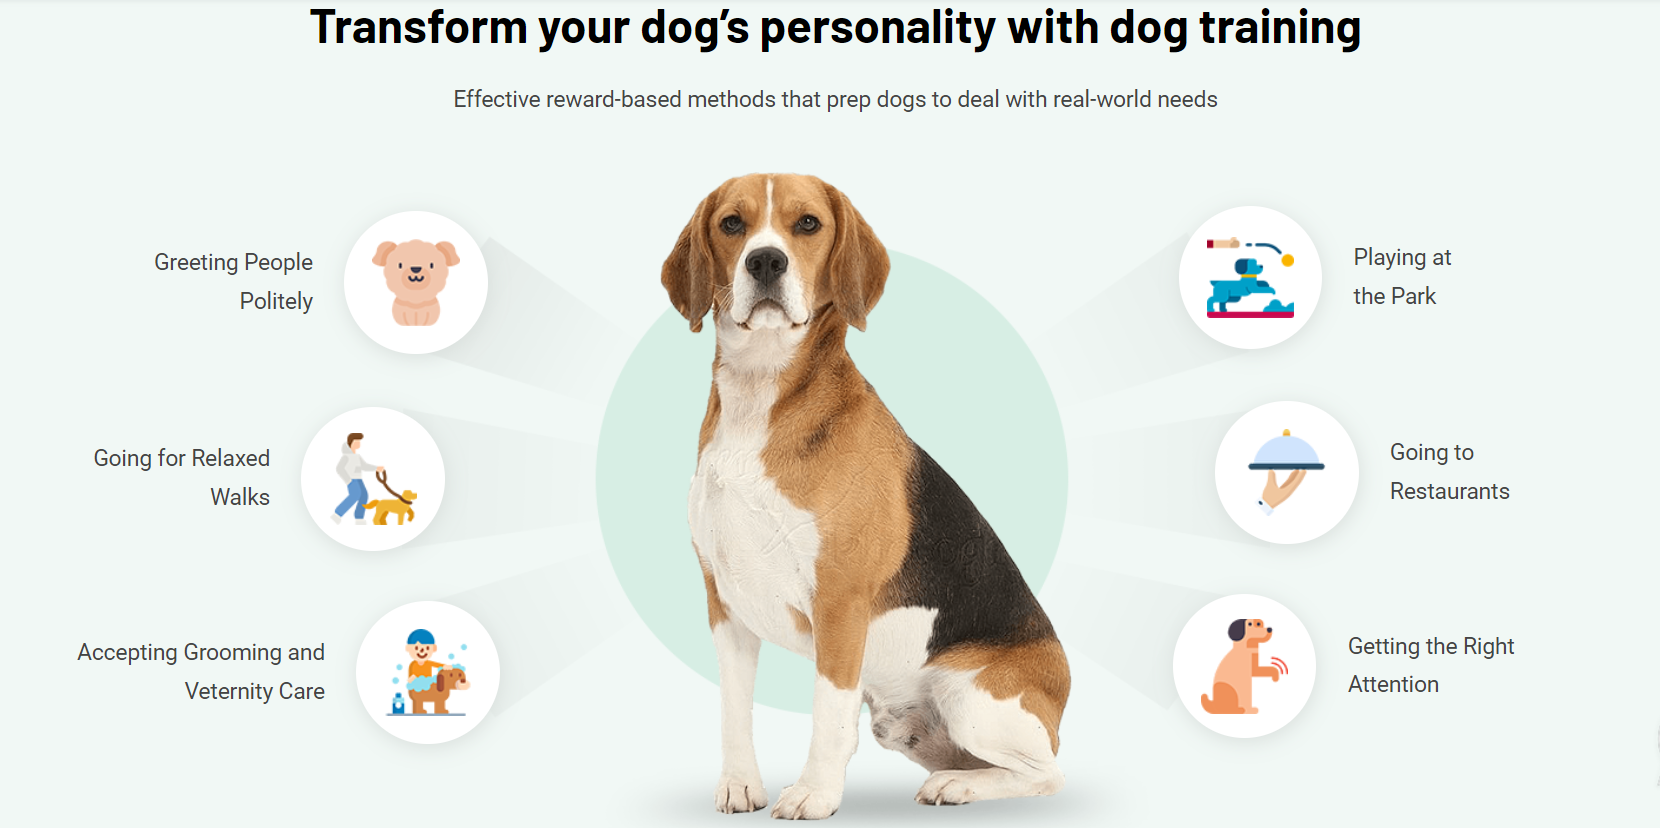 Transform your dog’s personality with dog training
Effective reward-based methods that prep dogs to deal with real-world needs
Greeting People
Politely
Going for Relaxed
Walks
Accepting Grooming and
Veternity Care
Playing at
the Park
Going to
Restaurants
Getting the Right
Attention